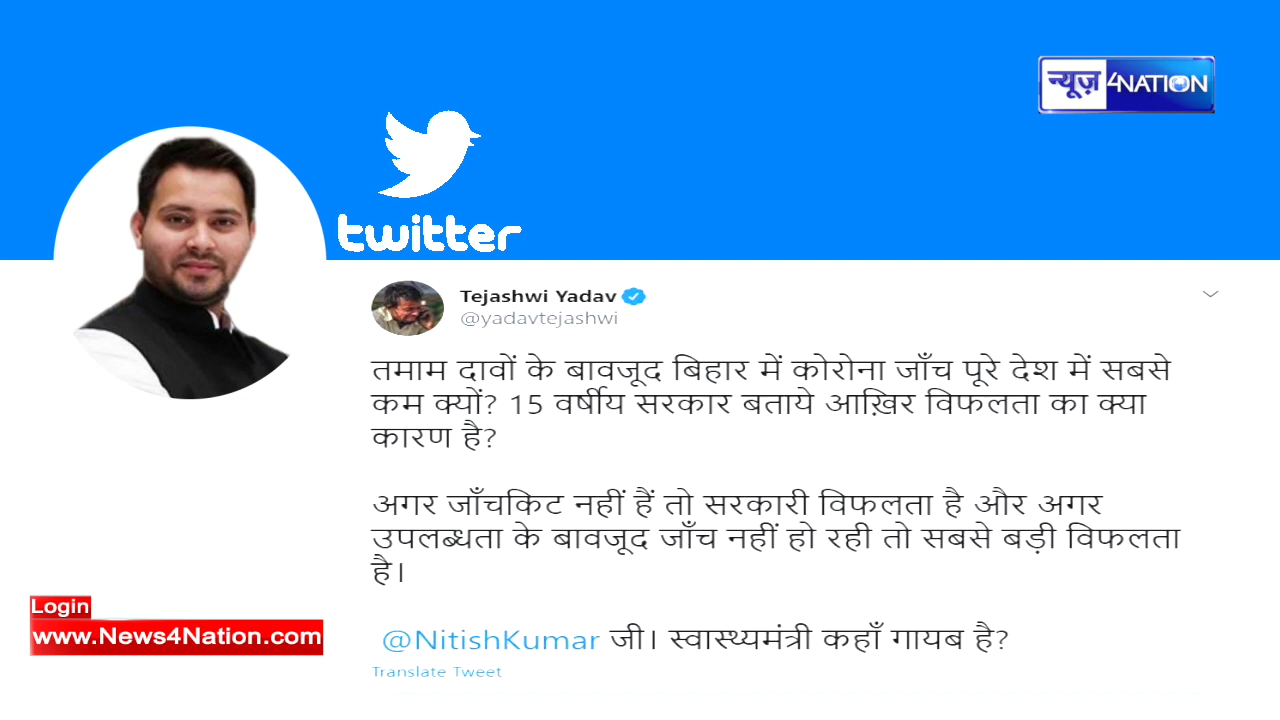 न्यूज़ 4NATION
twitter
Tejashwi Yadav
@yadavtejashwi
तमाम दावों के बावजूद बिहार में कोरोना जाँच पूरे देश में सबसे
कम क्यों? 15 वर्षीय सरकार बताये आख़िर विफलता का क्या
कारण है?
अगर जाँचकिट नहीं हैं तो सरकारी विफलता है और अगर
उपलब्धता के बावजूद जाँच नहीं हो रही तो सबसे बड़ी विफलता
है।
@NitishKumar जी। स्वास्थ्यमंत्री कहाँ गायब है?
Translate Tweet
Login
www.News4Nation.com